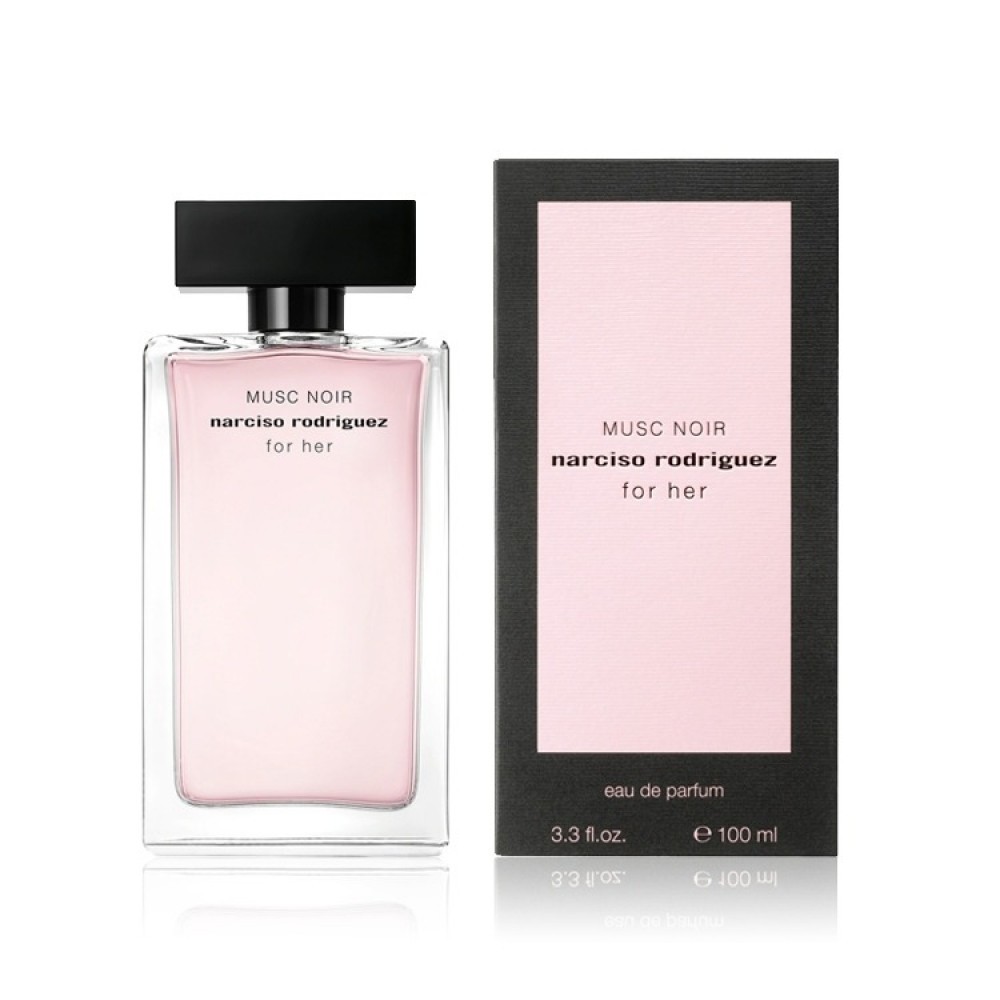 MUSC NOIR
narciso rodriguez
for her
MUSC NOIR
narciso rodriguez
for her
eau de parfum
3.3 fl.oz. ℮ 100 ml